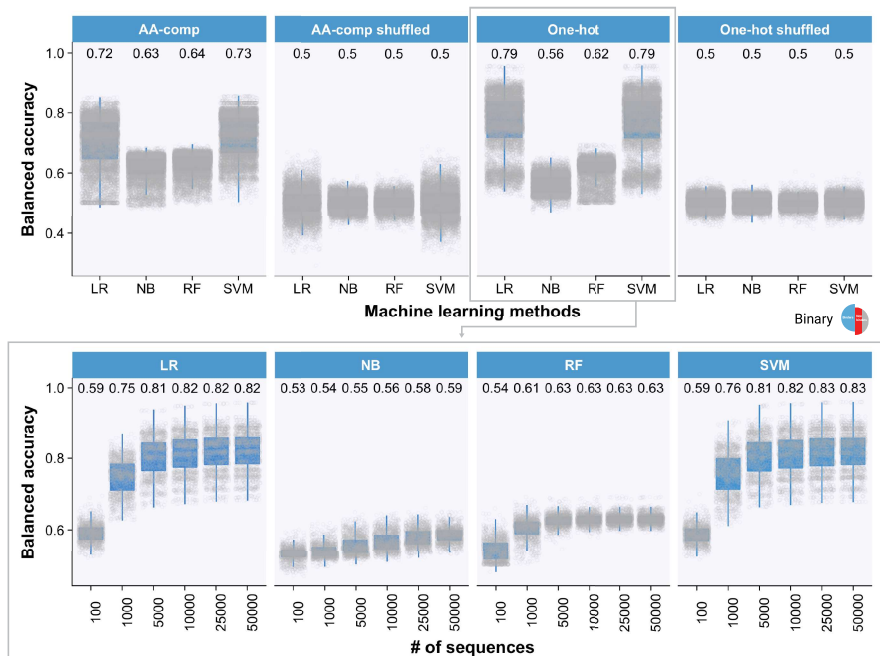 AA-comp AA-comp shuffled One-hot One-hot shuffled
1.0 0.72 0.63 0.64 0.73 0.5 0.5 0.5 0.5 0.79 0.56 0.62 0.79 0.5 0.5 0.5 0.5
0.8
0.6
0.4
Balanced accuracy
LR NB RF SVM LR NB RF SVM LR NB RF SVM LR NB RF SVM
Machine learning methods
Binary
LR NB RF SVM
1.0 0.59 0.75 0.81 0.82 0.82 0.82 0.53 0.54 0.55 0.56 0.58 0.59 0.54 0.61 0.63 0.63 0.63 0.63 0.59 0.76 0.81 0.82 0.83 0.83
0.8
0.6
Balanced accuracy
100 1000 5000 10000 25000 50000 100 1000 5000 10000 25000 50000 100 1000 5000 10000 25000 50000 100 1000 5000 10000 25000 50000
# of sequences